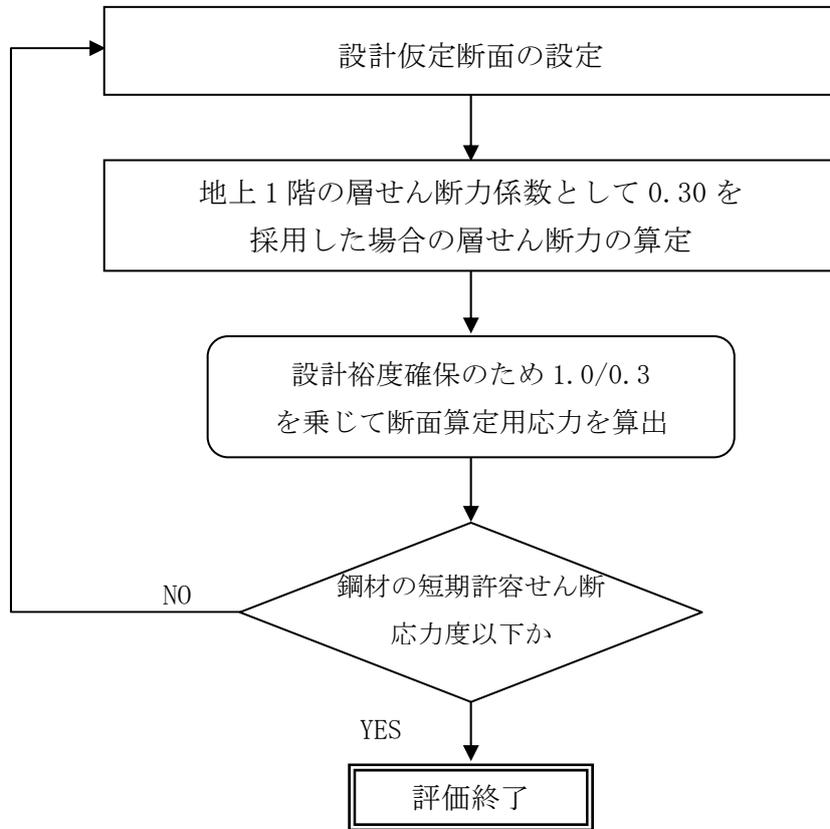 設計仮定断面の設定
地上1階の層せん断力係数として 0.30 を
採用した場合の層せん断力の算定
設計裕度確保のため 1.0/0.3
を乗じて断面算定用応力を算出
鋼材の短期許容せん断
応力度以下か
NO
YES
評価終了